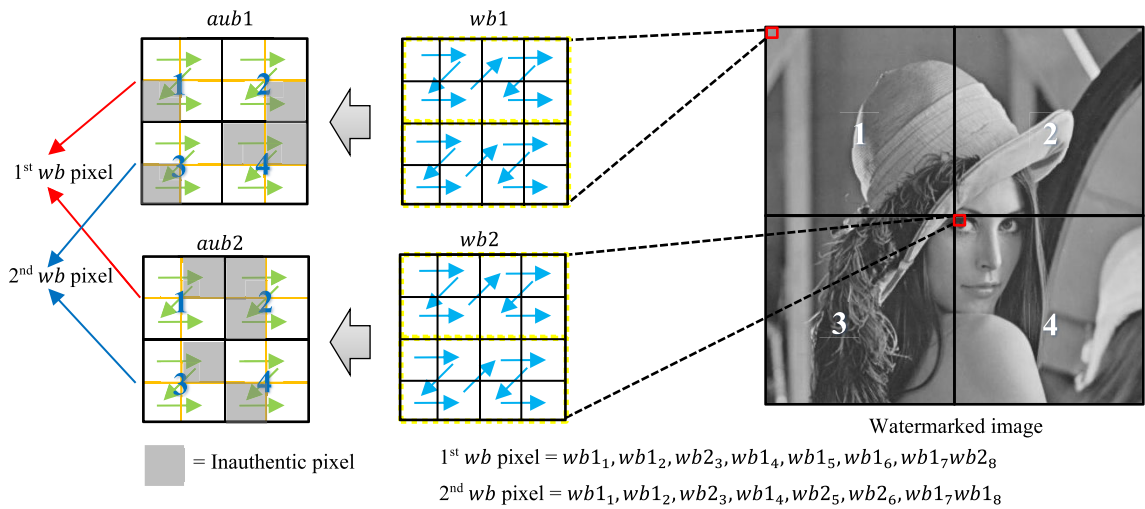 aub1
wb1
1
2
3
4
1st wb pixel
2nd wb pixel
aub2
wb2
1
2
3
4
1
2
3
4
Watermarked image
= Inauthentic pixel
1st wb pixel = wb1₁, wb1₂, wb2₃, wb1₄, wb1₅, wb1₆, wb1₇wb2₈
2nd wb pixel = wb1₁, wb1₂, wb2₃, wb1₄, wb2₅, wb2₆, wb1₇wb1₈